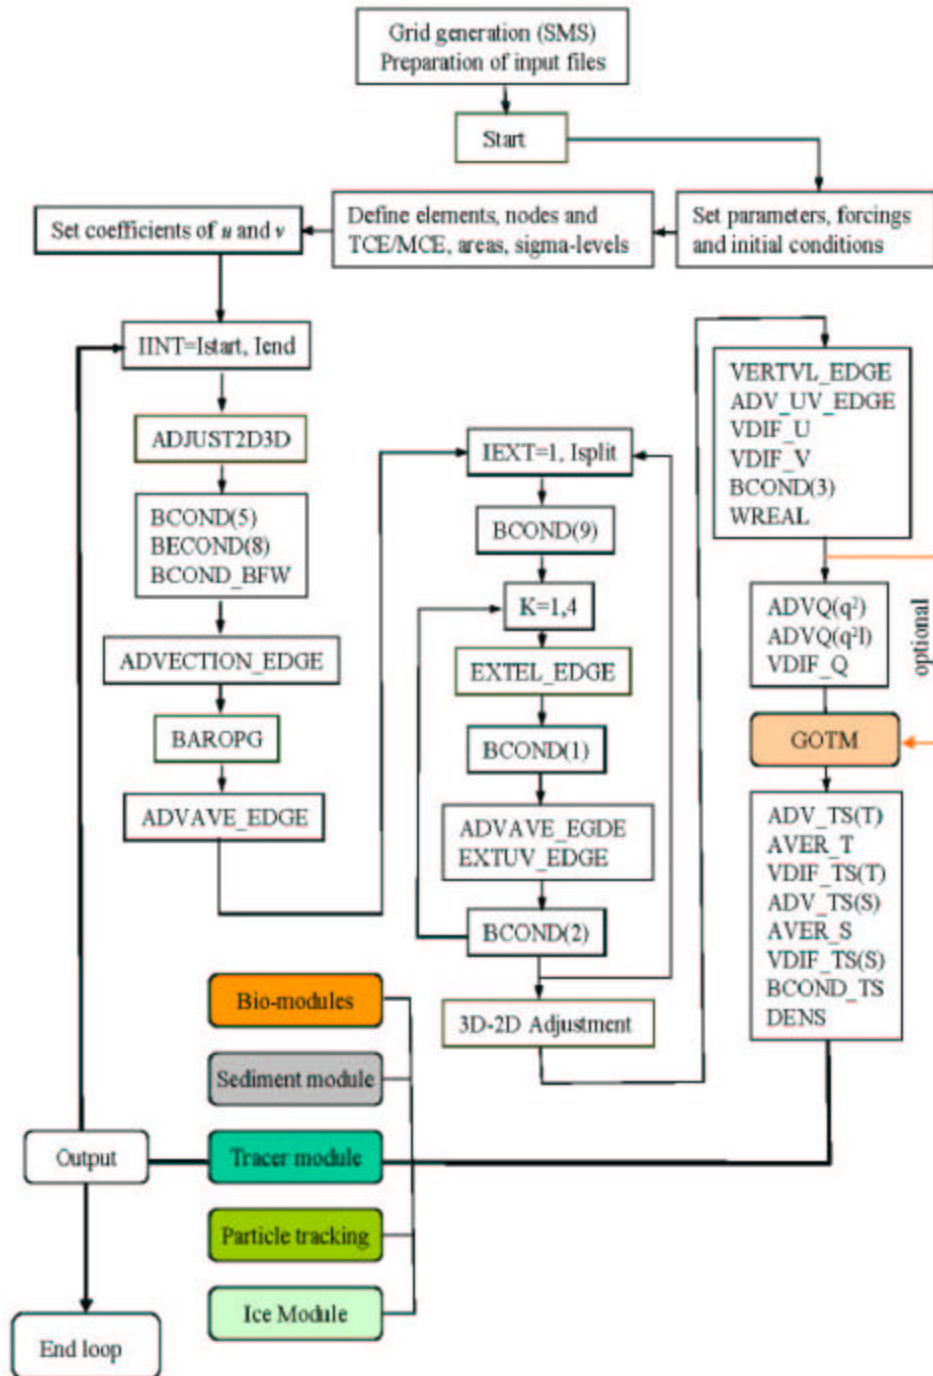 Grid generation (SMS)
Preparation of input files
Start
Set parameters, forcings
and initial conditions
Define elements, nodes and
TCE/MCE, areas, sigma-levels
Set coefficients of u and v
IINT=Istart, Iend
ADJUST2D3D
BCOND(5)
BECOND(8)
BCOND_BFW
ADVECTION_EDGE
BAROPG
ADVAVE_EDGE
IEXT=1, Isplit
BCOND(9)
K=1,4
EXTEL_EDGE
BCOND(1)
ADVAVE_EGDE
EXTUV_EDGE
BCOND(2)
3D-2D Adjustment
VERTVL_EDGE
ADV_UV_EDGE
VDIF_U
VDIF_V
BCOND(3)
WREAL
ADVQ(q²)
ADVQ(q²l)
VDIF_Q
optional
GOTM
ADV_TS(T)
AVER_T
VDIF_TS(T)
ADV_TS(S)
AVER_S
VDIF_TS(S)
BCOND_TS
DENS
Bio-modules
Sediment module
Tracer module
Particle tracking
Ice Module
Output
End loop